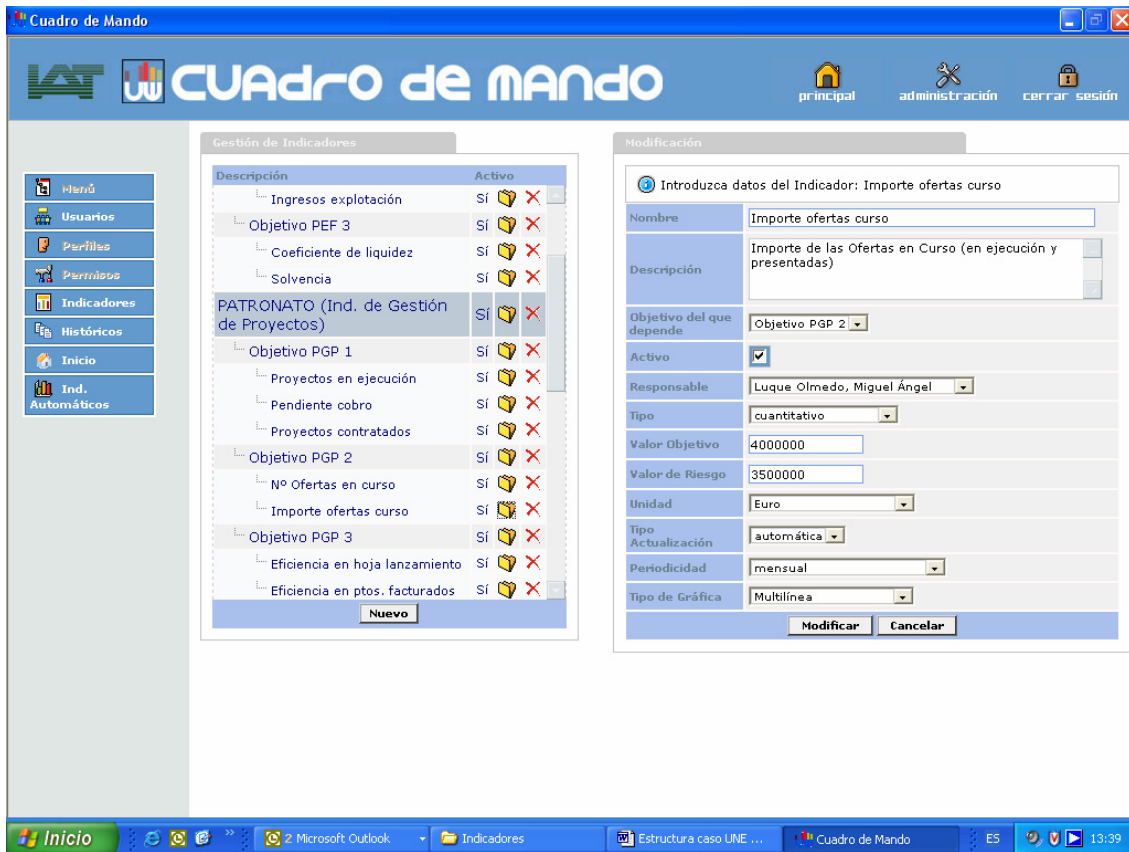 Cuadro de Mando
IAT
CUAdro de mANdo
principal
administración
cerrar sesión
Menú
Usuarios
Perfiles
Permisos
Indicadores
Históricos
Inicio
Ind.
Automáticos
Gestión de Indicadores
Descripción Activo
Ingresos explotación Sí
Objetivo PEF 3 Sí
Coeficiente de liquidez Sí
Solvencia Sí
PATRONATO (Ind. de Gestión
de Proyectos) Sí
Objetivo PGP 1 Sí
Proyectos en ejecución Sí
Pendiente cobro Sí
Proyectos contratados Sí
Objetivo PGP 2 Sí
Nº Ofertas en curso Sí
Importe ofertas curso Sí
Objetivo PGP 3 Sí
Eficiencia en hoja lanzamiento Sí
Eficiencia en ptos. facturados Sí
Nuevo
Modificación
Introduzca datos del Indicador: Importe ofertas curso
Nombre Importe ofertas curso
Descripción Importe de las Ofertas en Curso (en ejecución y
presentadas)
Objetivo del que
depende Objetivo PGP 2
Activo
Responsable Luque Olmedo, Miguel Ángel
Tipo cuantitativo
Valor Objetivo 4000000
Valor de Riesgo 3500000
Unidad Euro
Tipo
Actualización automática
Periodicidad mensual
Tipo de Gráfica Multilínea
Modificar Cancelar
Inicio
2 Microsoft Outlook
Indicadores
Estructura caso UNE ...
Cuadro de Mando
ES
13:39